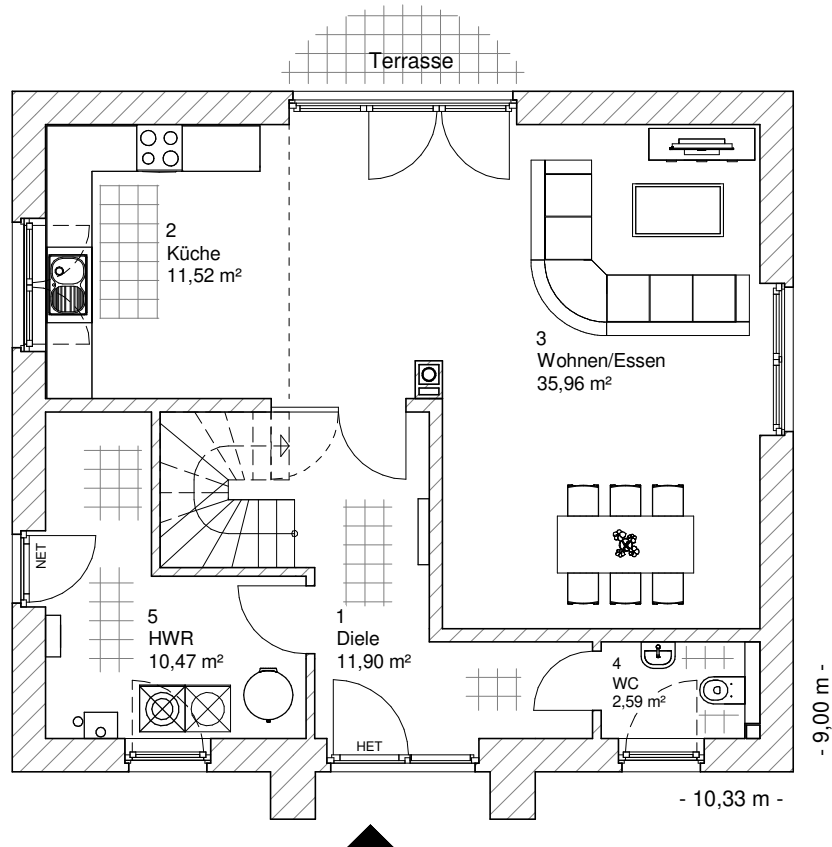 Terrasse
2
Küche
11,52 m²
3
Wohnen/Essen
35,96 m²
NET
5
HWR
10,47 m²
1
Diele
11,90 m²
4
WC
2,59 m²
HET
- 9,00 m -
- 10,33 m -